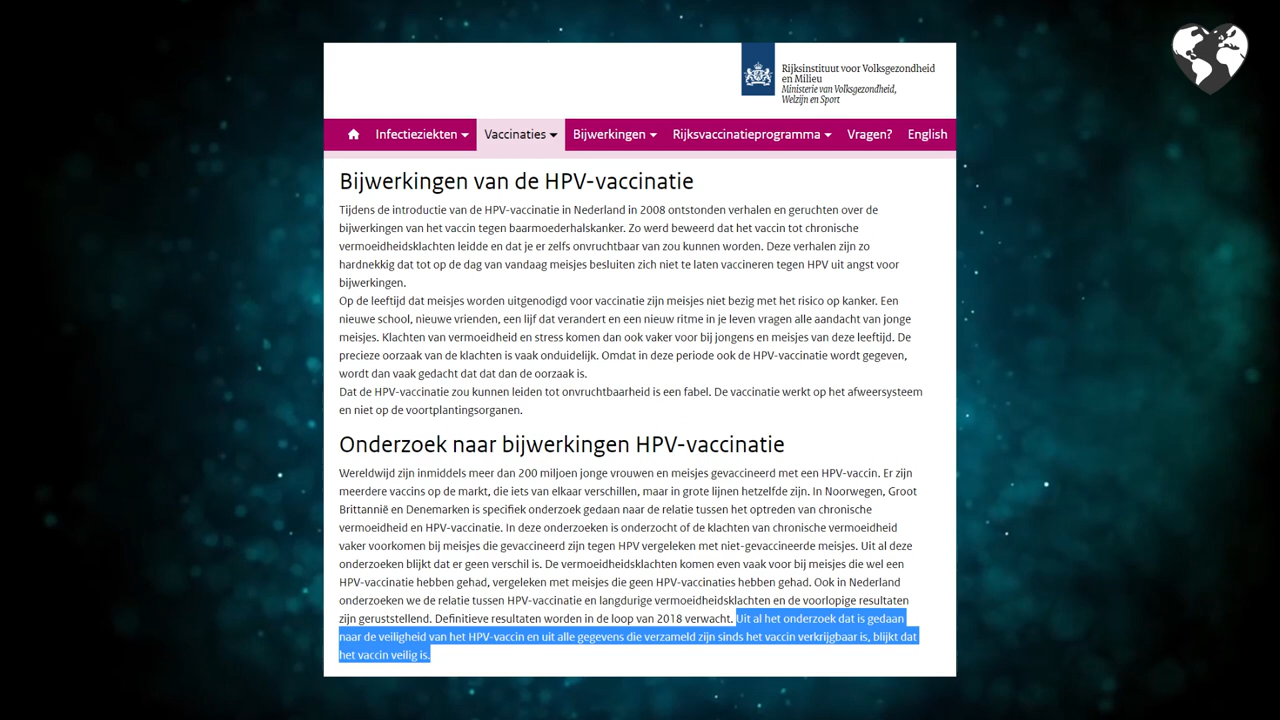 Rijksinstituut voor Volksgezondheid
en Milieu
Ministerie van Volksgezondheid,
Welzijn en Sport
Infectieziekten Vaccinaties Bijwerkingen Rijksvaccinatieprogramma Vragen? English
Bijwerkingen van de HPV-vaccinatie
Tijdens de introductie van de HPV-vaccinatie in Nederland in 2008 ontstonden verhalen en geruchten over de
bijwerkingen van het vaccin tegen baarmoederhalskanker. Zo werd beweerd dat het vaccin tot chronische
vermoeidheidsklachten leidde en dat je er zelfs onvruchtbaar van zou kunnen worden. Deze verhalen zijn zo
hardnekkig dat tot op de dag van vandaag meisjes besluiten zich niet te laten vaccineren tegen HPV uit angst voor
bijwerkingen.
Op de leeftijd dat meisjes worden uitgenodigd voor vaccinatie zijn meisjes niet bezig met het risico op kanker. Een
nieuwe school, nieuwe vrienden, een lijf dat verandert en een nieuw ritme in je leven vragen alle aandacht van jonge
meisjes. Klachten van vermoeidheid en stress komen dan ook vaker voor bij jongens en meisjes van deze leeftijd. De
precieze oorzaak van de klachten is vaak onduidelijk. Omdat in deze periode ook de HPV-vaccinatie wordt gegeven,
wordt dan vaak gedacht dat dat dan de oorzaak is.
Dat de HPV-vaccinatie zou kunnen leiden tot onvruchtbaarheid is een fabel. De vaccinatie werkt op het afweersysteem
en niet op de voortplantingsorganen.
Onderzoek naar bijwerkingen HPV-vaccinatie
Wereldwijd zijn inmiddels meer dan 200 miljoen jonge vrouwen en meisjes gevaccineerd met een HPV-vaccin. Er zijn
meerdere vaccins op de markt, die iets van elkaar verschillen, maar in grote lijnen hetzelfde zijn. In Noorwegen, Groot
Brittannië en Denemarken is specifiek onderzoek gedaan naar de relatie tussen het optreden van chronische
vermoeidheid en HPV-vaccinatie. In deze onderzoeken is onderzocht of de klachten van chronische vermoeidheid
vaker voorkomen bij meisjes die gevaccineerd zijn tegen HPV vergeleken met niet-gevaccineerde meisjes. Uit al deze
onderzoeken blijkt dat er geen verschil is. De vermoeidheidsklachten komen even vaak voor bij meisjes die wel een
HPV-vaccinatie hebben gehad, vergeleken met meisjes die geen HPV-vaccinaties hebben gehad. Ook in Nederland
onderzoeken we de relatie tussen HPV-vaccinatie en langdurige vermoeidheidsklachten en de voorlopige resultaten
zijn geruststellend. Definitieve resultaten worden in de loop van 2018 verwacht. Uit al het onderzoek dat is gedaan
naar de veiligheid van het HPV-vaccin en uit alle gegevens die verzameld zijn sinds het vaccin verkrijgbaar is, blijkt dat
het vaccin veilig is.